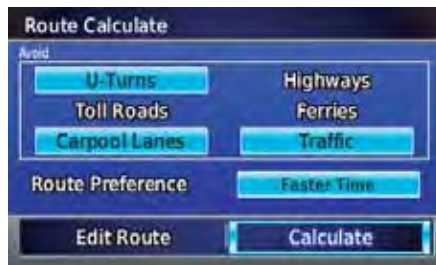 Route Calculate
Avoid
U-Turns Highways
Toll Roads Ferries
Carpool Lanes Traffic
Route Preference Faster Time
Edit Route Calculate